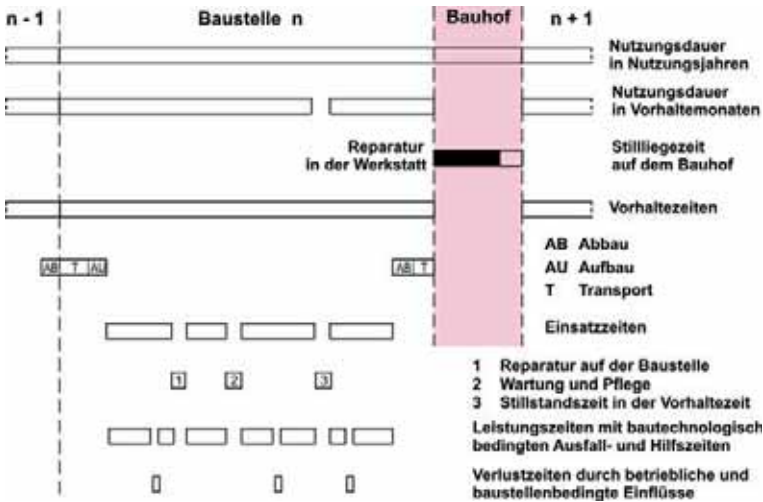 n - 1 Baustelle n Bauhof n + 1
Nutzungsdauer
in Nutzungsjahren
Nutzungsdauer
in Vorhaltemonaten
Reparatur
in der Werkstatt
Stillliegezeit
auf dem Bauhof
Vorhaltezeiten
AB T AU
AB T
AB Abbau
AU Aufbau
T Transport
Einsatzzeiten
1 2 3
1 Reparatur auf der Baustelle
2 Wartung und Pflege
3 Stillstandszeit in der Vorhaltezeit
Leistungszeiten mit bautechnologisch
bedingten Ausfall- und Hilfszeiten
Verlustzeiten durch betriebliche und
baustellenbedingte Einflüsse